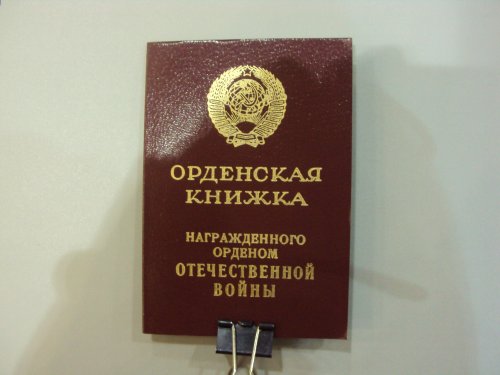 ОРДЕНСКАЯ
КНИЖКА
НАГРАЖДЕННОГО
ОРДЕНОМ
ОТЕЧЕСТВЕННОЙ
ВОЙНЫ